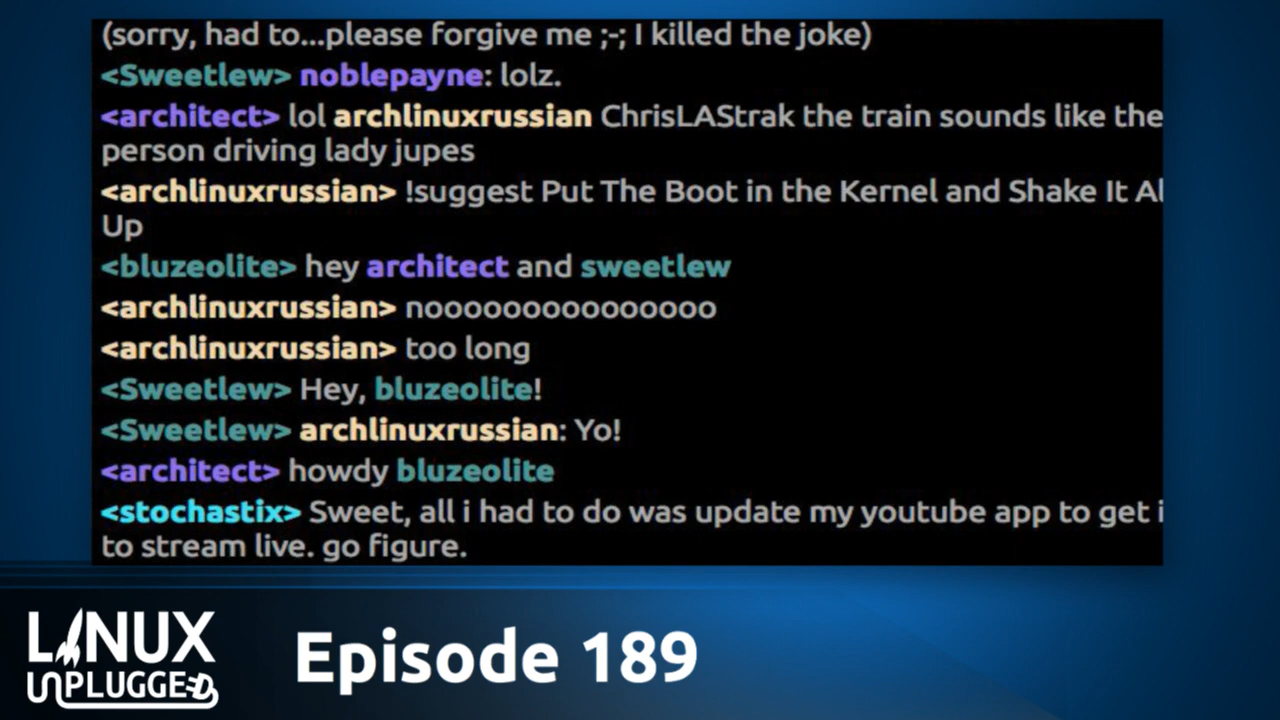 (sorry, had to...please forgive me ;-; I killed the joke)
<Sweetlew> noblepayne: lolz.
<architect> lol archlinuxrussian ChrisLAStrak the train sounds like the
person driving lady jupes
<archlinuxrussian> !suggest Put The Boot in the Kernel and Shake It Al
Up
<bluzeolite> hey architect and sweetlew
<archlinuxrussian> nooooooooooooooo
<archlinuxrussian> too long
<Sweetlew> Hey, bluzeolite!
<Sweetlew> archlinuxrussian: Yo!
<architect> howdy bluzeolite
<stochastix> Sweet, all i had to do was update my youtube app to get i
to stream live. go figure.
LINUX
UNPLUGGED
Episode 189